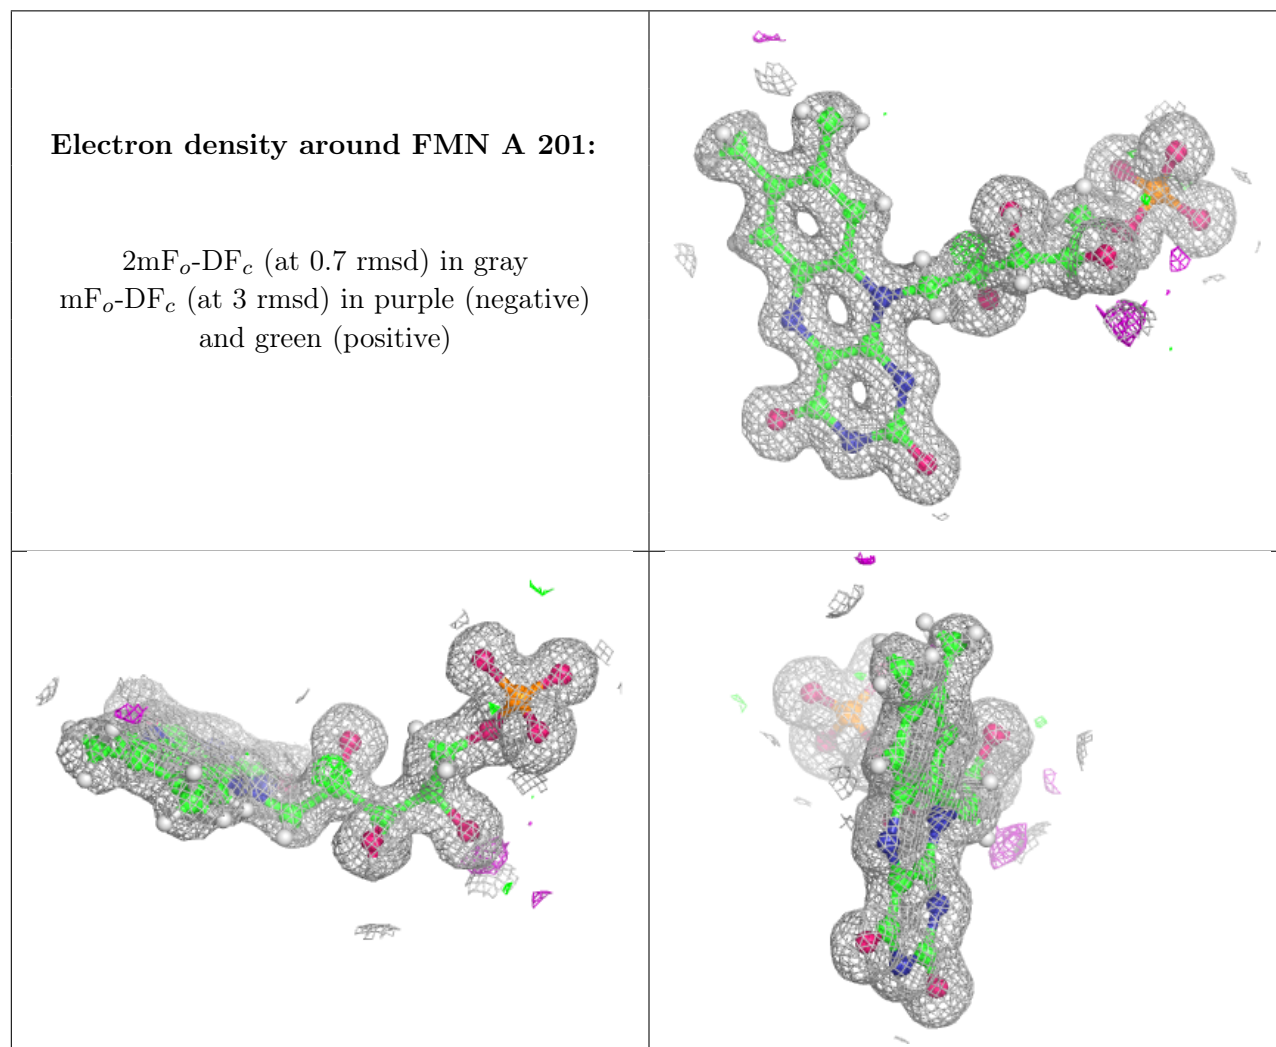 Electron density around FMN A 201:
2mFo-DFc (at 0.7 rmsd) in gray
mFo-DFc (at 3 rmsd) in purple (negative)
and green (positive)